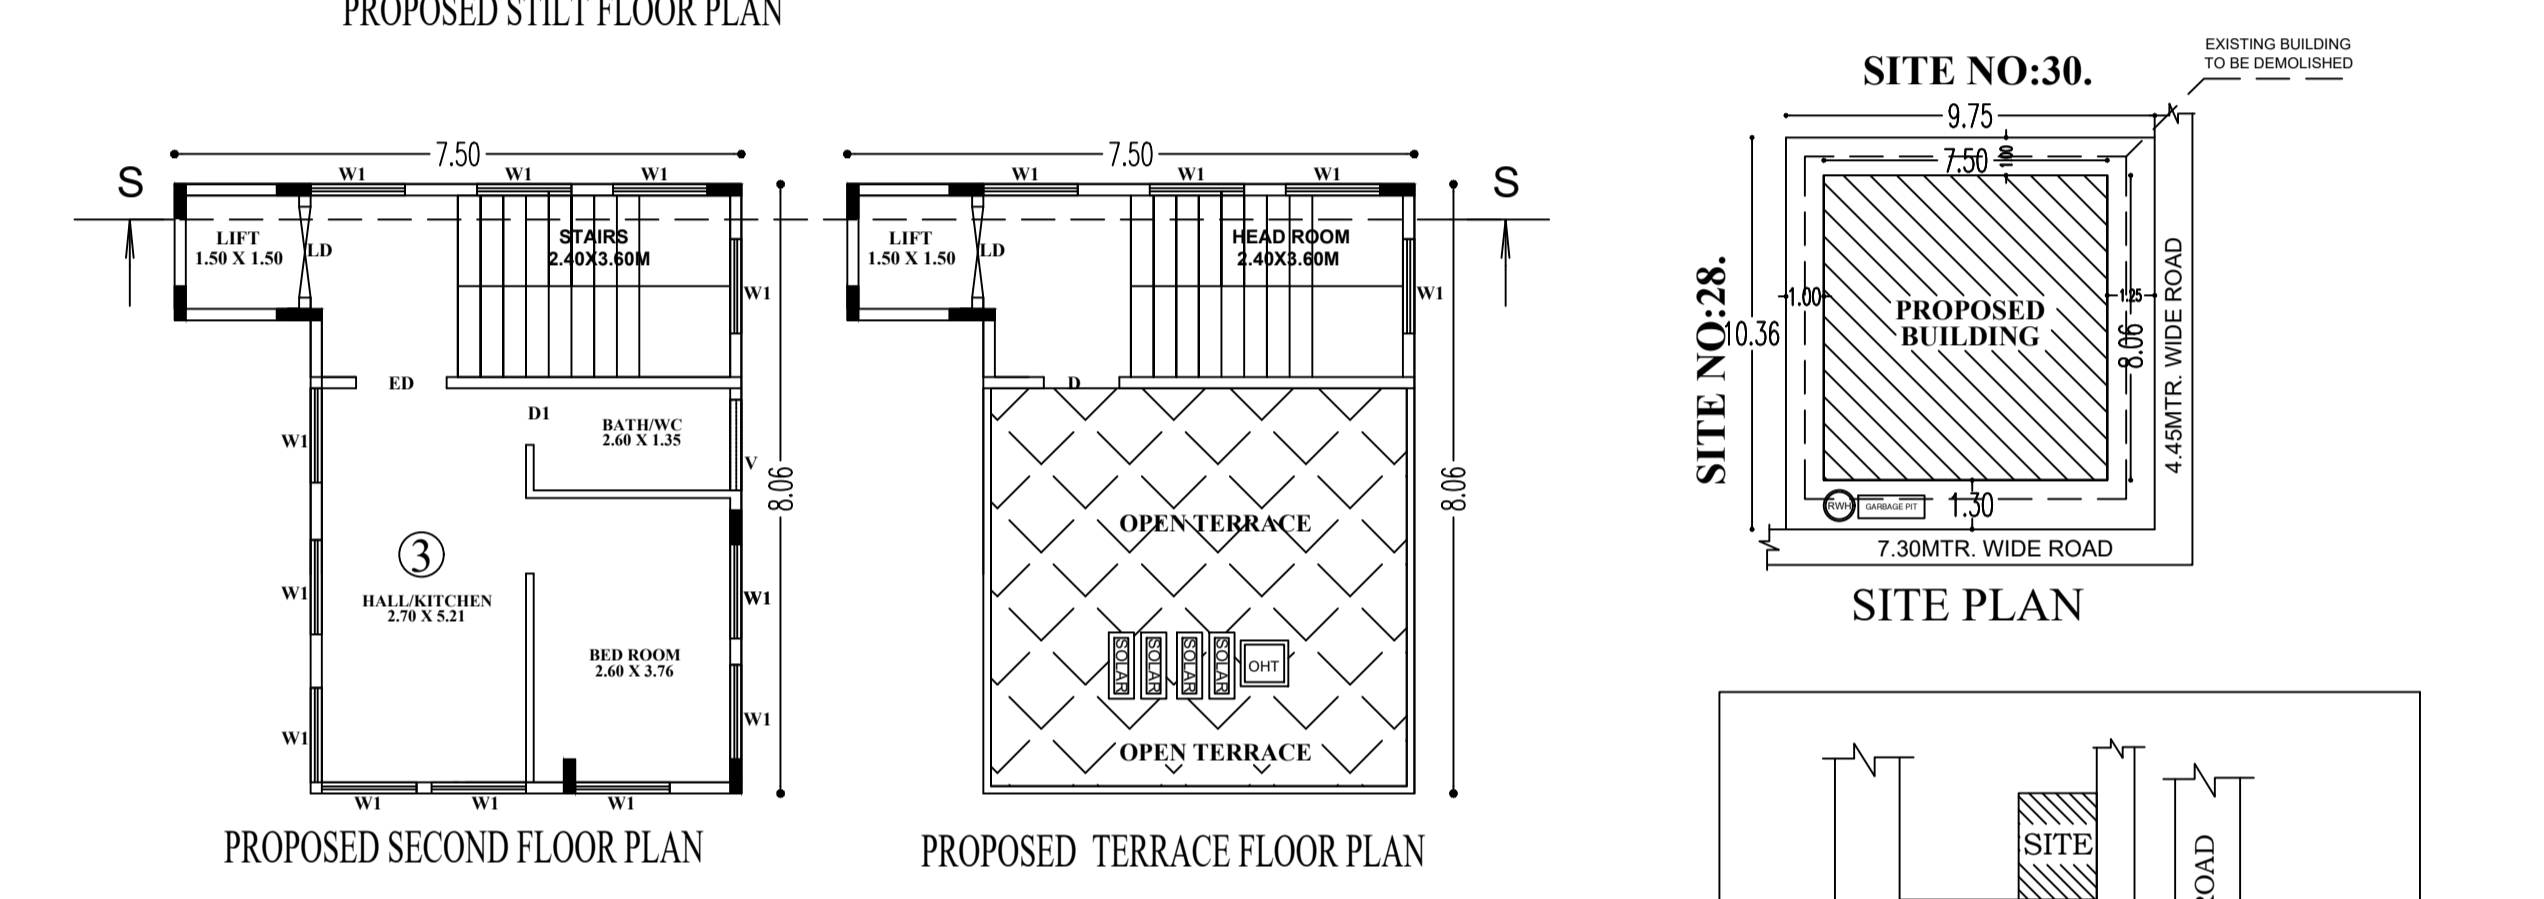 PROPOSED STILT FLOOR PLAN
7.50
S
W1
W1
W1
LIFT
1.50 X 1.50
LD
STAIRS
2.40X3.60M
W1
ED
D1
BATH/WC
2.60 X 1.35
W1
V
8.06
3
HALL/KITCHEN
2.70 X 5.21
W1
W1
BED ROOM
2.60 X 3.76
W1
W1
W1
W1
W1
PROPOSED SECOND FLOOR PLAN
7.50
S
W1
W1
W1
LIFT
1.50 X 1.50
LD
HEAD ROOM
2.40X3.60M
W1
D
8.06
OPEN TERRACE
SOLAR
SOLAR
SOLAR
SOLAR
OHT
OPEN TERRACE
PROPOSED TERRACE FLOOR PLAN
EXISTING BUILDING
TO BE DEMOLISHED
SITE NO:30.
9.75
7.50
1.00
SITE NO:28.
10.36
1.00
PROPOSED
BUILDING
1.25
8.06
4.45MTR. WIDE ROAD
RWH
GARBAGE PIT
1.30
7.30MTR. WIDE ROAD
SITE PLAN
SITE